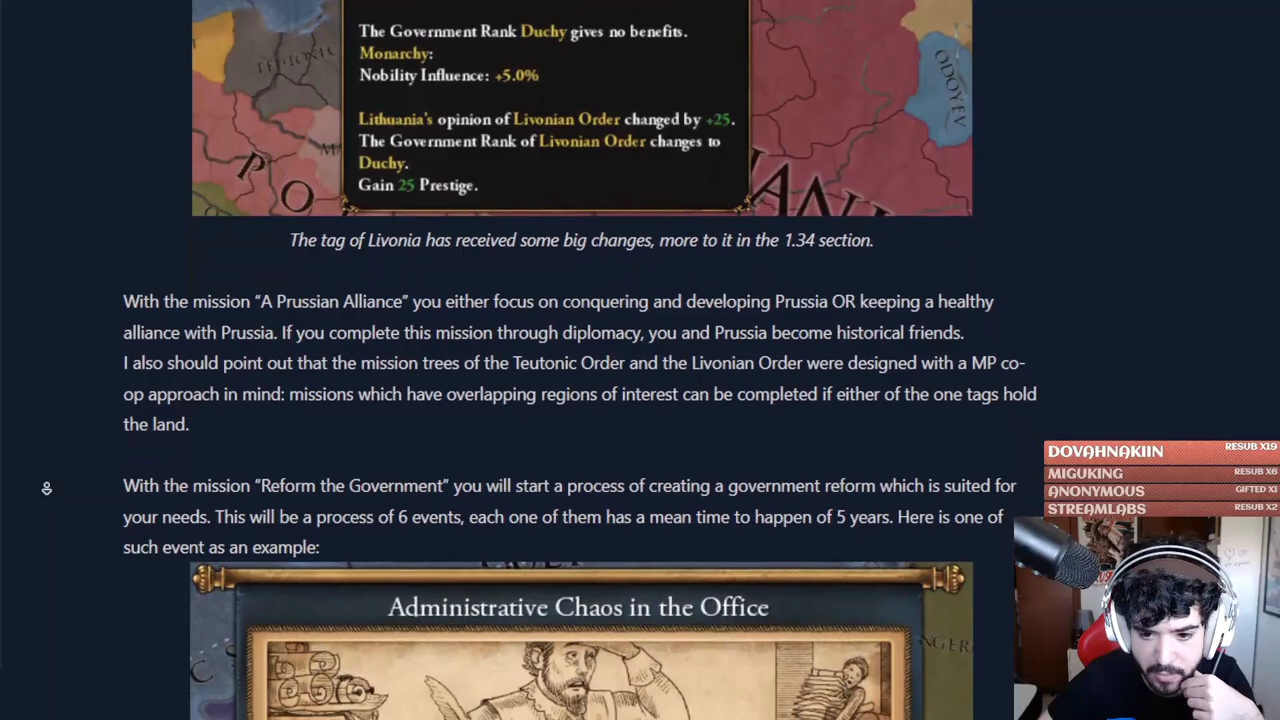 The Government Rank Duchy gives no benefits.
Monarchy:
Nobility Influence: +5.0%
Lithuania's opinion of Livonian Order changed by +25.
The Government Rank of Livonian Order changes to
Duchy.
Gain 25 Prestige.
TEUTONIC
ODOYEV
PO
ANI
The tag of Livonia has received some big changes, more to it in the 1.34 section.
With the mission “A Prussian Alliance” you either focus on conquering and developing Prussia OR keeping a healthy
alliance with Prussia. If you complete this mission through diplomacy, you and Prussia become historical friends.
I also should point out that the mission trees of the Teutonic Order and the Livonian Order were designed with a MP co-
op approach in mind: missions which have overlapping regions of interest can be completed if either of the one tags hold
the land.
With the mission “Reform the Government” you will start a process of creating a government reform which is suited for
your needs. This will be a process of 6 events, each one of them has a mean time to happen of 5 years. Here is one of
such event as an example:
Administrative Chaos in the Office
DOVAHNAKIIN RESUB X19
MIGUKING RESUB X6
ANONYMOUS GIFTED X1
STREAMLABS RESUB X2